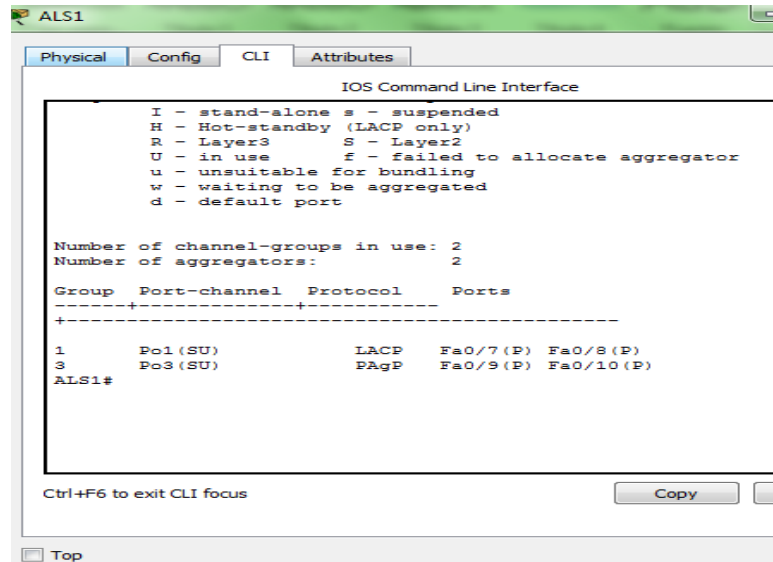 ALS1
Physical Config CLI Attributes
IOS Command Line Interface
I - stand-alone s - suspended
H - Hot-standby (LACP only)
R - Layer3 S - Layer2
U - in use f - failed to allocate aggregator
u - unsuitable for bundling
w - waiting to be aggregated
d - default port
Number of channel-groups in use: 2
Number of aggregators: 2
Group Port-channel Protocol Ports
------+-------------+-----------
+----------------------------------------------
1 Po1(SU) LACP Fa0/7(P) Fa0/8(P)
3 Po3(SU) PAgP Fa0/9(P) Fa0/10(P)
ALS1#
Ctrl+F6 to exit CLI focus
Copy
Top